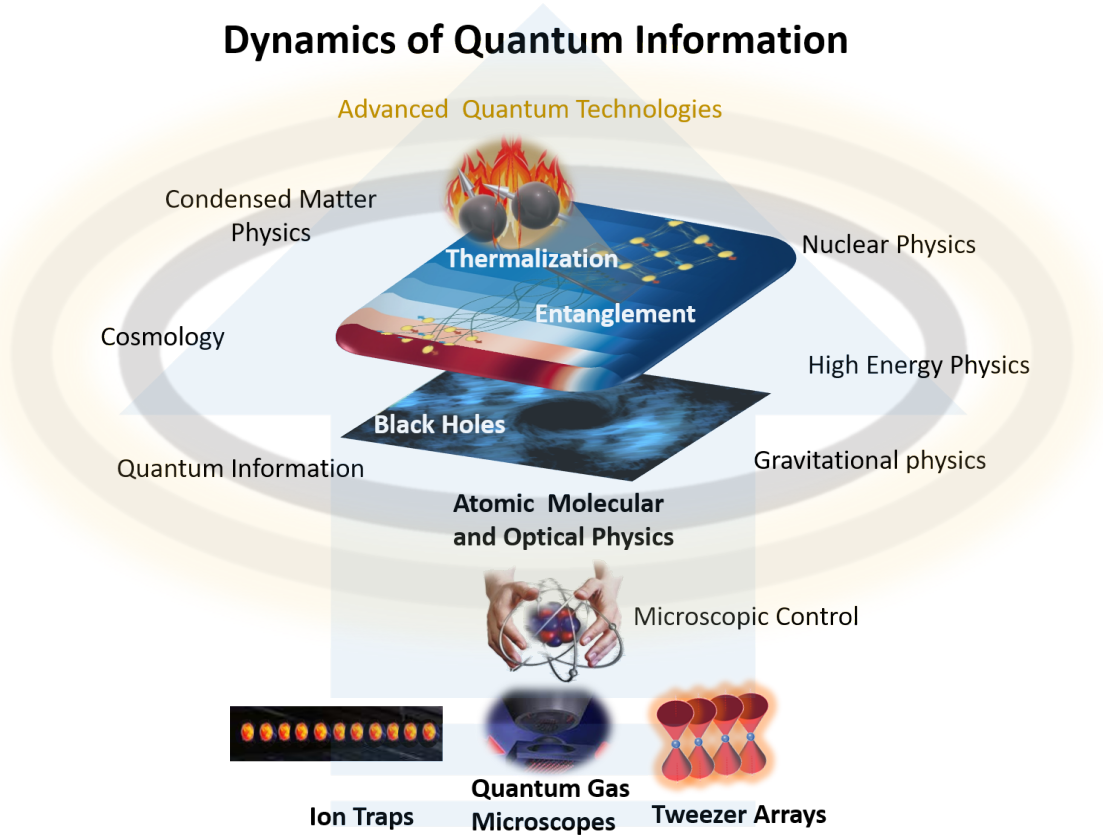 Dynamics of Quantum Information
Advanced Quantum Technologies
Condensed Matter
Physics
Nuclear Physics
Thermalization
Entanglement
Cosmology
High Energy Physics
Black Holes
Quantum Information
Gravitational physics
Atomic Molecular
and Optical Physics
Microscopic Control
Quantum Gas
Microscopes
Ion Traps
Tweezer Arrays